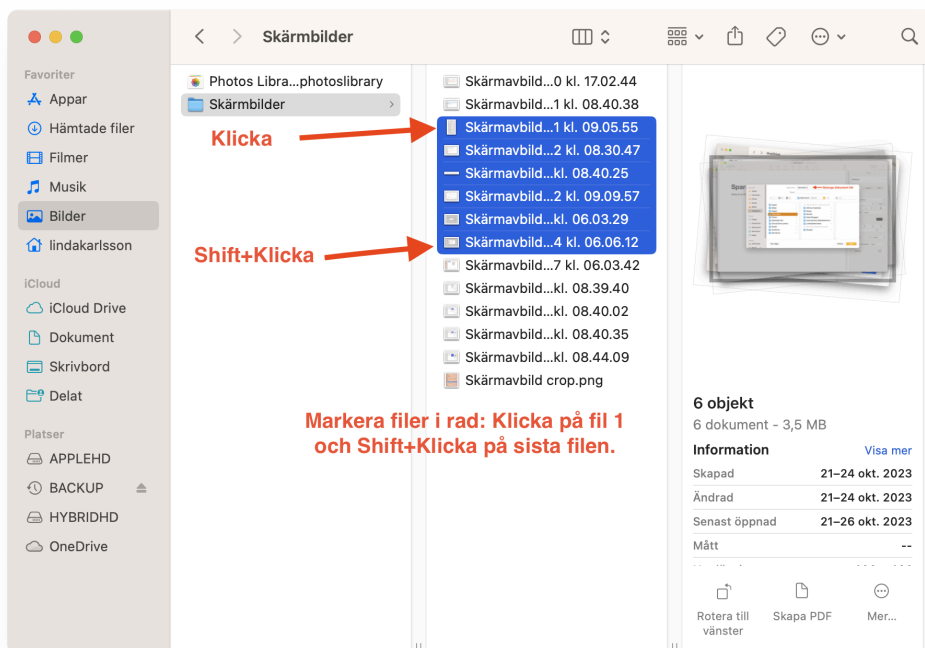 Skärmbilder
Favoriter
Appar
Hämtade filer
Filmer
Musik
Bilder
lindakarlsson
iCloud
iCloud Drive
Dokument
Skrivbord
Delat
Platser
APPLEHD
BACKUP
HYBRIDHD
OneDrive
Photos Libra...photoslibrary
Skärmbilder
Klicka
Shift+Klicka
Skärmavbild...0 kl. 17.02.44
Skärmavbild...1 kl. 08.40.38
Skärmavbild...1 kl. 09.05.55
Skärmavbild...2 kl. 08.30.47
Skärmavbild...kl. 08.40.25
Skärmavbild...2 kl. 09.09.57
Skärmavbild...kl. 06.03.29
Skärmavbild...4 kl. 06.06.12
Skärmavbild...7 kl. 06.03.42
Skärmavbild...kl. 08.39.40
Skärmavbild...kl. 08.40.02
Skärmavbild...kl. 08.40.35
Skärmavbild...kl. 08.44.09
Skärmavbild crop.png
Markera filer i rad: Klicka på fil 1
och Shift+Klicka på sista filen.
6 objekt
6 dokument - 3,5 MB
Information Visa mer
Skapad 21–24 okt. 2023
Ändrad 21–24 okt. 2023
Senast öppnad 21–26 okt. 2023
Mått --
Rotera till
vänster
Skapa PDF
Mer...